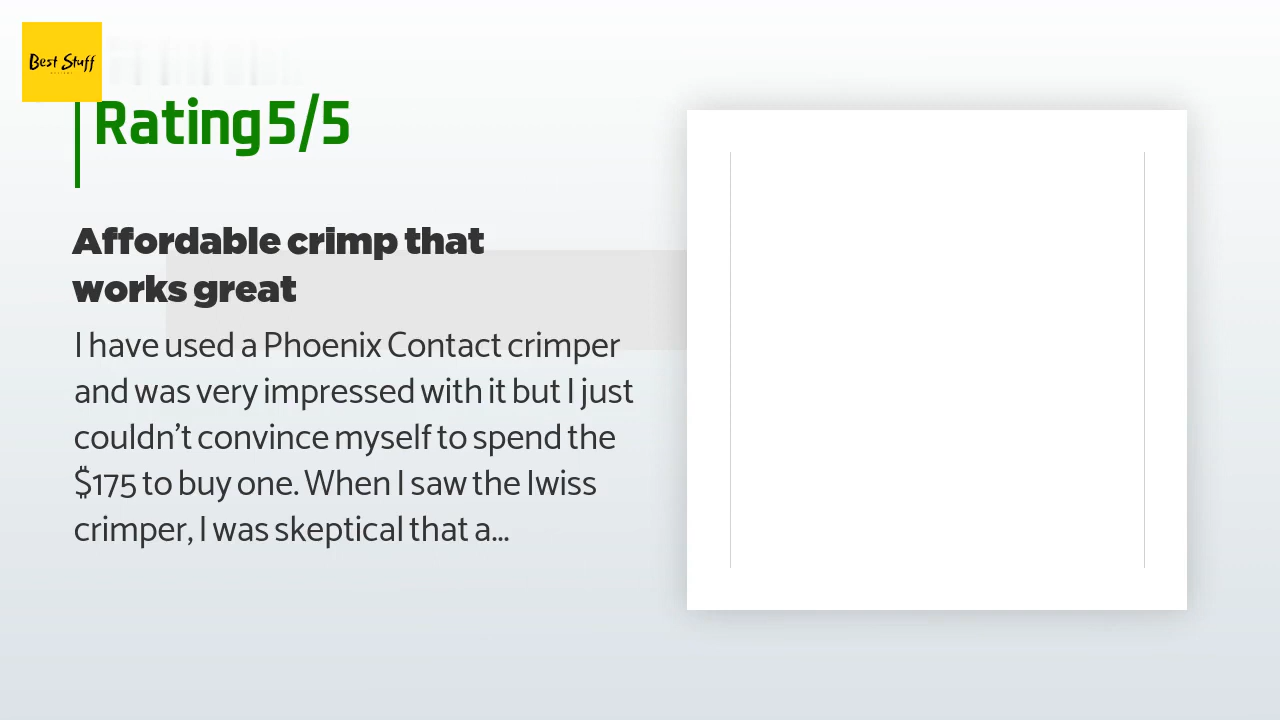 Best Stuff
Rating 5/5
Affordable crimp that
works great
I have used a Phoenix Contact crimper
and was very impressed with it but I just
couldn't convince myself to spend the
$175 to buy one. When I saw the Iwiss
crimper, I was skeptical that a...